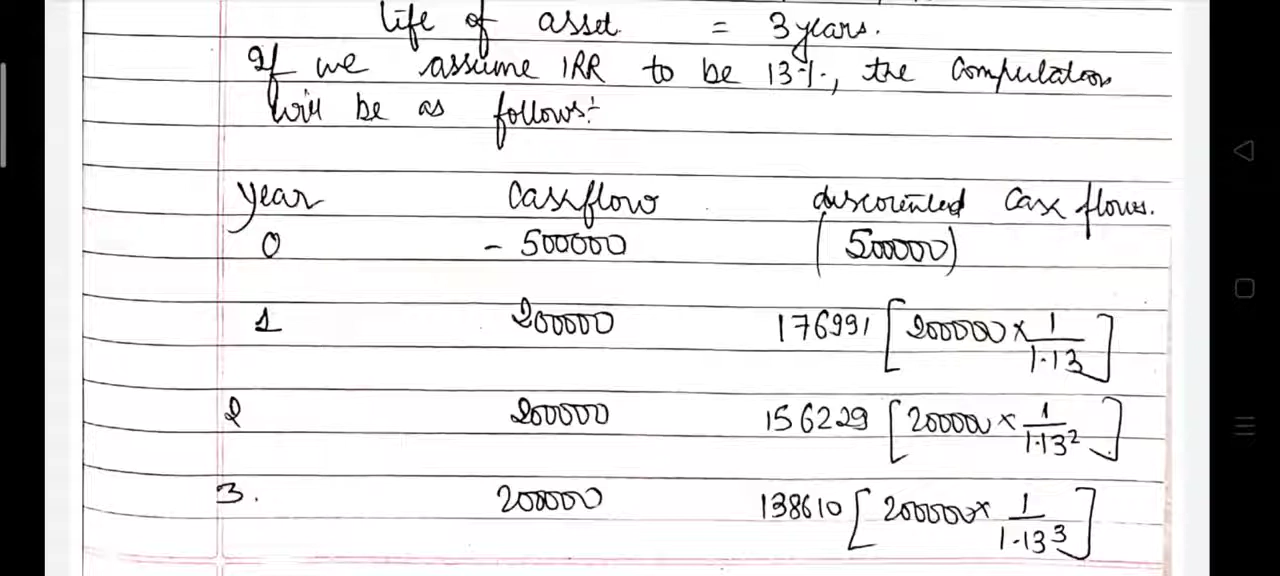 life of asset = 3 years.
If we assume IRR to be 13%, the Computation
will be as follows:-
year Cashflow discounted Case flows.
0 - 500000 (500000)
1 200000 176991 [200000 × 1/1.13]
2 200000 156229 [200000 × 1/1.13²]
3. 200000 138610 [200000 × 1/1.13³]